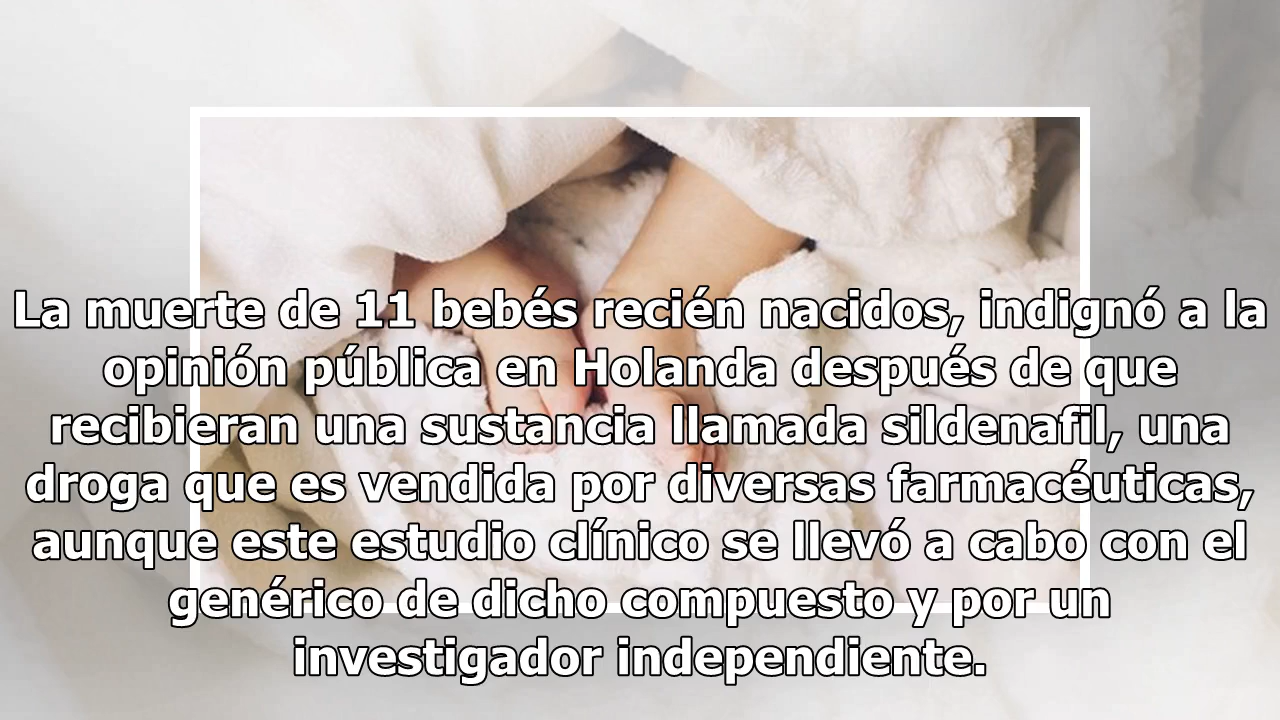 La muerte de 11 bebés recién nacidos, indignó a la
opinión pública en Holanda después de que
recibieran una sustancia llamada sildenafil, una
droga que es vendida por diversas farmacéuticas,
aunque este estudio clínico se llevó a cabo con el
genérico de dicho compuesto y por un
investigador independiente.